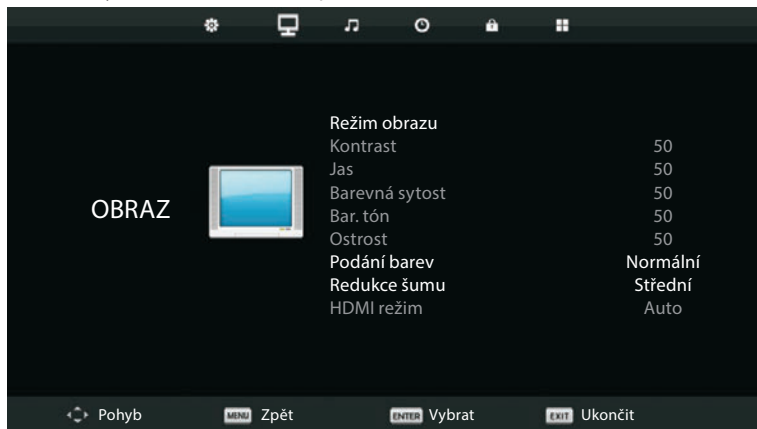 OBRAZ
Režim obrazu
Kontrast 50
Jas 50
Barevná sytost 50
Bar. tón 50
Ostrost 50
Podání barev Normální
Redukce šumu Střední
HDMI režim Auto
Pohyb MENU Zpět ENTER Vybrat EXIT Ukončit